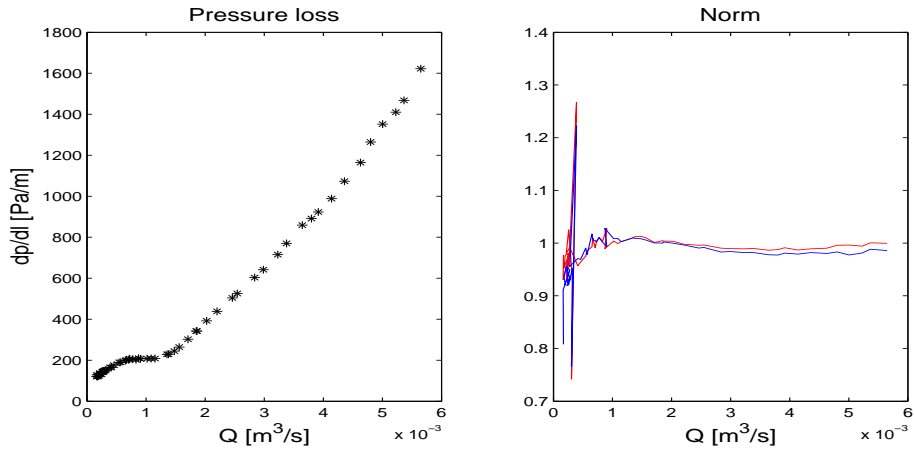 Pressure loss
1800
1600
1400
1200
1000
800
600
400
200
0
dp/dl [Pa/m]
0 1 2 3 4 5 6
Q [m³/s]
x 10⁻³
Norm
1.4
1.3
1.2
1.1
1
0.9
0.8
0.7
0 1 2 3 4 5 6
Q [m³/s]
x 10⁻³